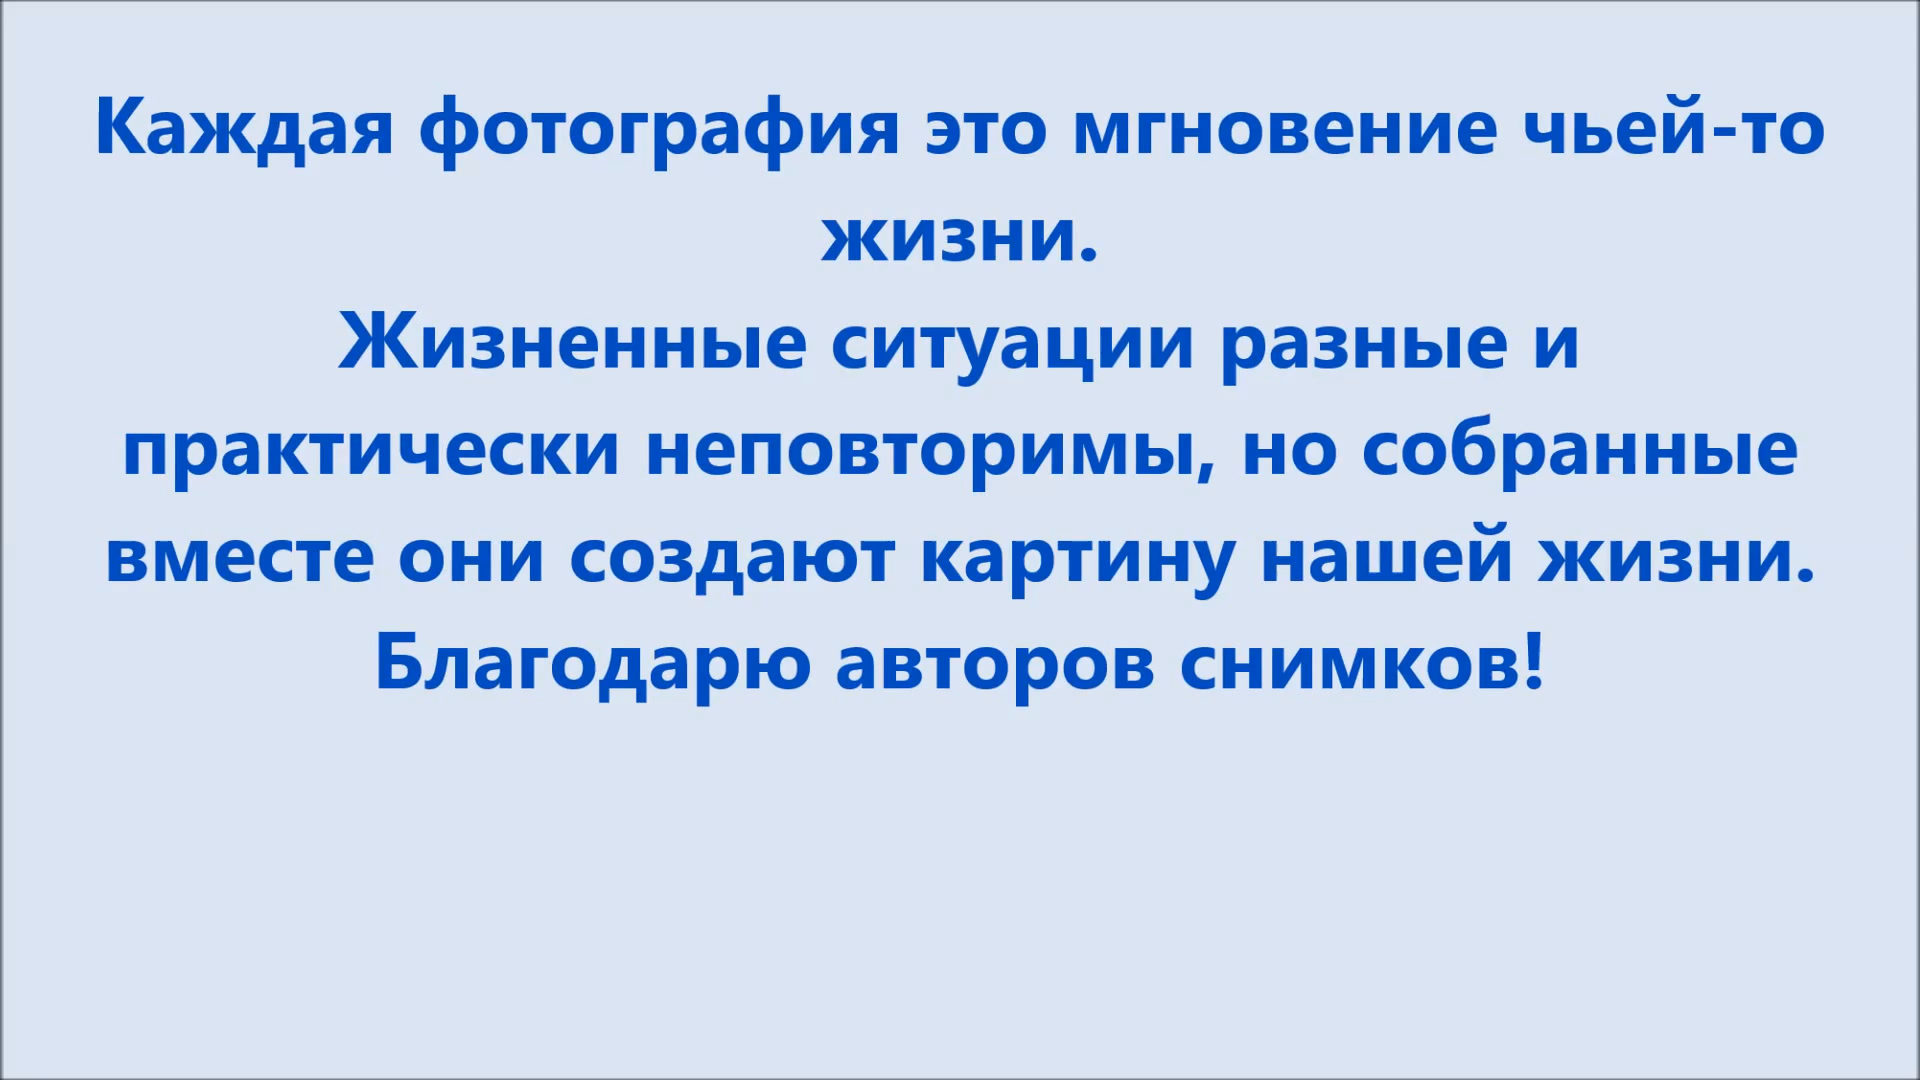 Каждая фотография это мгновение чьей-то
жизни.
Жизненные ситуации разные и
практически неповторимы, но собранные
вместе они создают картину нашей жизни.
Благодарю авторов снимков!